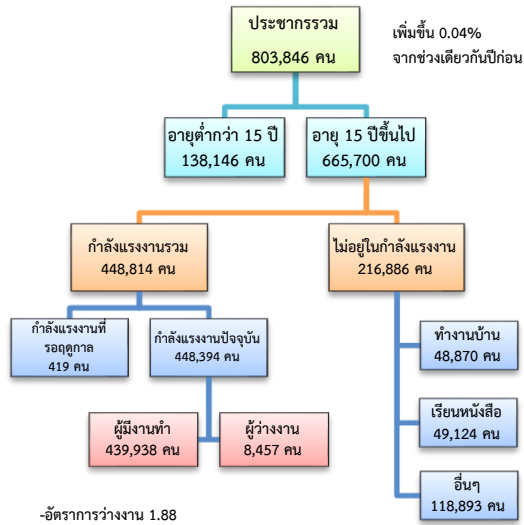 ประชากรรวม
803,846 คน
เพิ่มขึ้น 0.04%
จากช่วงเดียวกันปีก่อน
อายุต่ำกว่า 15 ปี
138,146 คน
อายุ 15 ปีขึ้นไป
665,700 คน
กำลังแรงงานรวม
448,814 คน
ไม่อยู่ในกำลังแรงงาน
216,886 คน
กำลังแรงงานที่
รอฤดูกาล
419 คน
กำลังแรงงานปัจจุบัน
448,394 คน
ทำงานบ้าน
48,870 คน
ผู้มีงานทำ
439,938 คน
ผู้ว่างงาน
8,457 คน
เรียนหนังสือ
49,124 คน
อื่นๆ
118,893 คน
-อัตราการว่างงาน 1.88